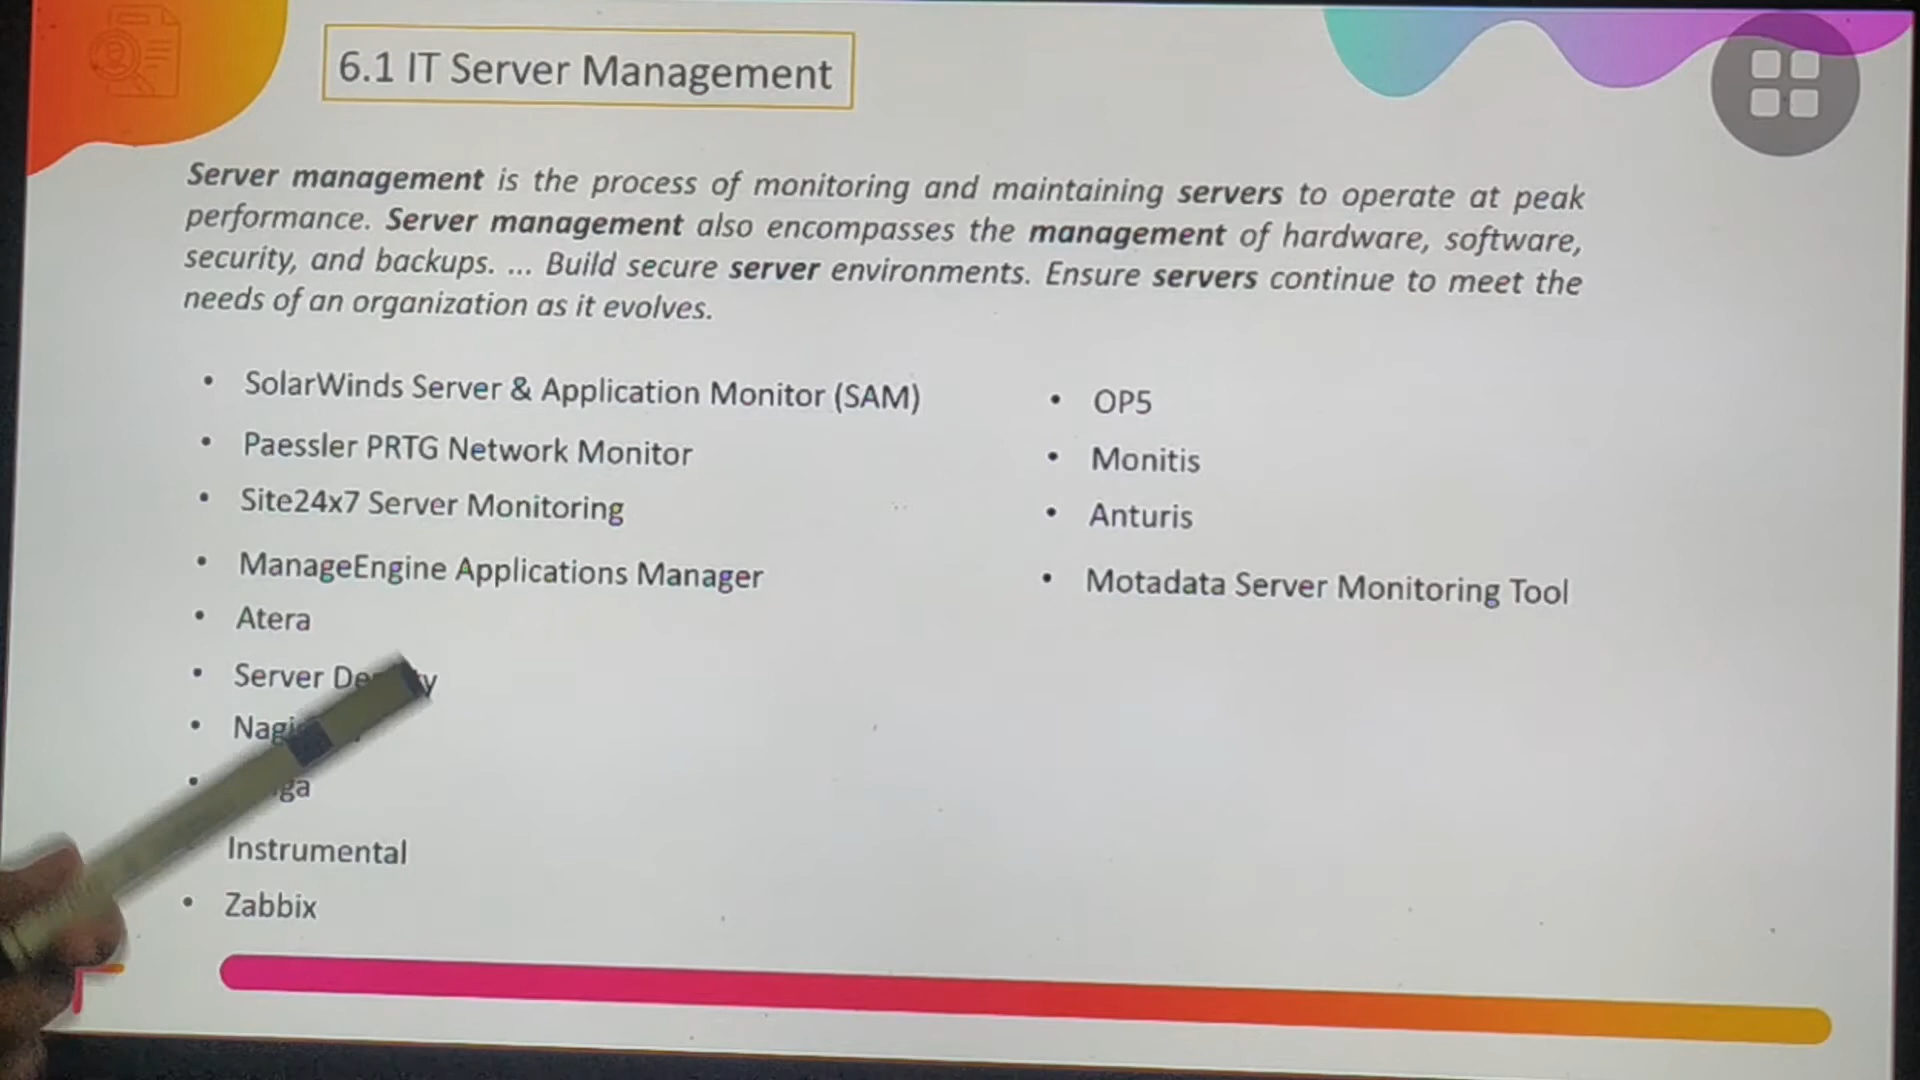 6.1 IT Server Management
Server management is the process of monitoring and maintaining servers to operate at peak
performance. Server management also encompasses the management of hardware, software,
security, and backups. ... Build secure server environments. Ensure servers continue to meet the
needs of an organization as it evolves.
• SolarWinds Server & Application Monitor (SAM)
• Paessler PRTG Network Monitor
• Site24x7 Server Monitoring
• ManageEngine Applications Manager
• Atera
• Server
•
•
Instrumental
• Zabbix
• OP5
• Monitis
• Anturis
• Motadata Server Monitoring Tool